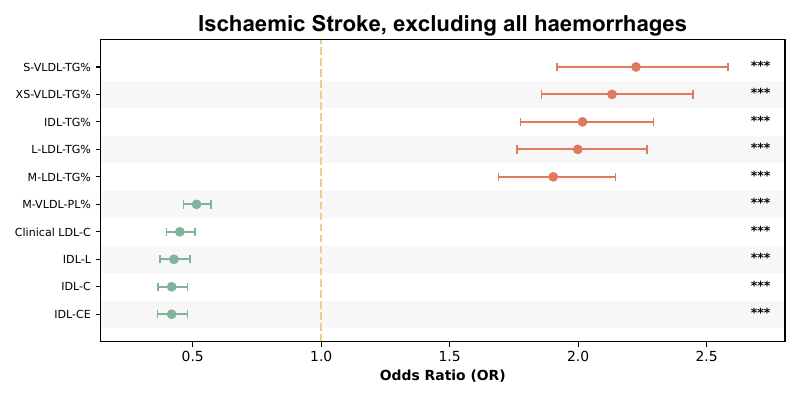 Ischaemic Stroke, excluding all haemorrhages
S-VLDL-TG% ***
XS-VLDL-TG% ***
IDL-TG% ***
L-LDL-TG% ***
M-LDL-TG% ***
M-VLDL-PL% ***
Clinical LDL-C ***
IDL-L ***
IDL-C ***
IDL-CE ***
0.5 1.0 1.5 2.0 2.5
Odds Ratio (OR)